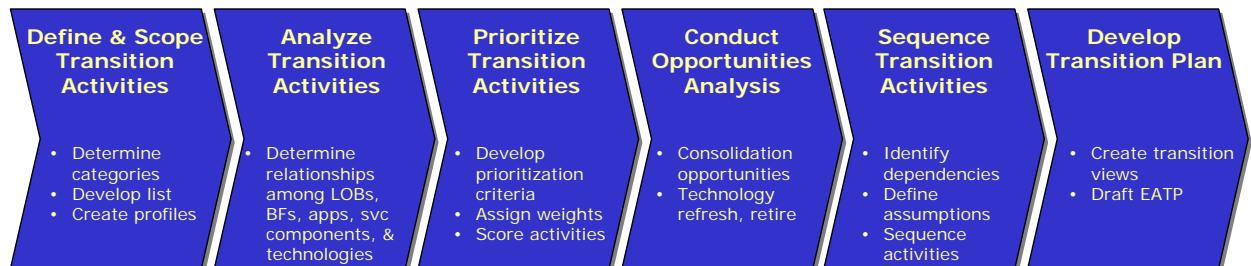 Define & Scope
Transition
Activities
• Determine
categories
• Develop list
• Create profiles
Analyze
Transition
Activities
• Determine
relationships
among LOBs,
BFs, apps, svc
components, &
technologies
Prioritize
Transition
Activities
• Develop
prioritization
criteria
• Assign weights
• Score activities
Conduct
Opportunities
Analysis
• Consolidation
opportunities
• Technology
refresh, retire
Sequence
Transition
Activities
• Identify
dependencies
• Define
assumptions
• Sequence
activities
Develop
Transition Plan
• Create transition
views
• Draft EATP